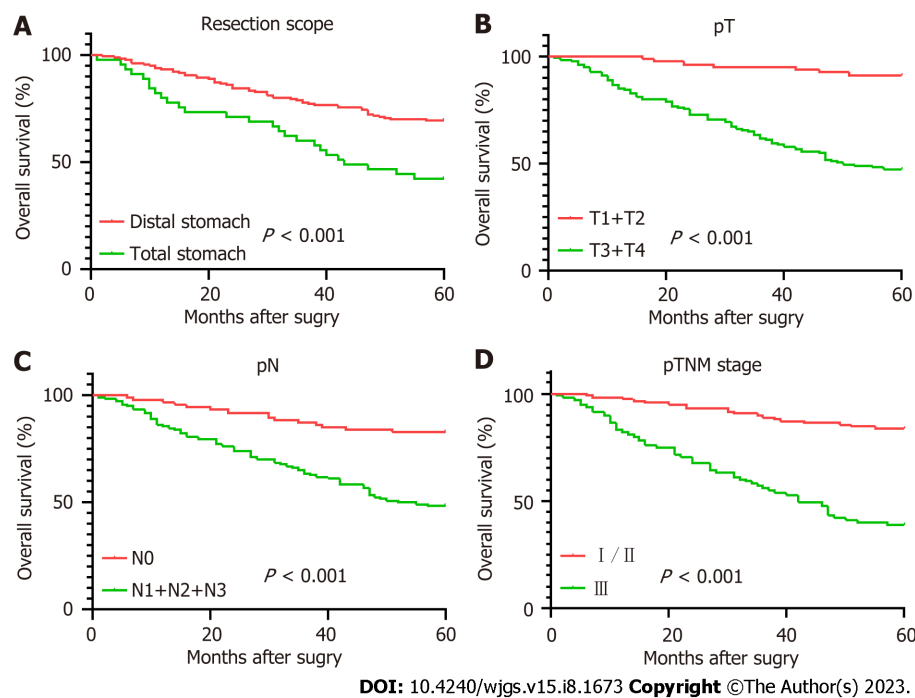 A
Resection scope
100
50
0
Overall survival (%)
Distal stomach
Total stomach
P < 0.001
0
20
40
60
Months after sugry
B
pT
100
50
0
Overall survival (%)
T1+T2
T3+T4
P < 0.001
0
20
40
60
Months after sugry
C
pN
100
50
0
Overall survival (%)
N0
N1+N2+N3
P < 0.001
0
20
40
60
Months after sugry
D
pTNM stage
100
50
0
Overall survival (%)
Ⅰ/Ⅱ
Ⅲ
P < 0.001
0
20
40
60
Months after sugry
DOI: 10.4240/wjgs.v15.i8.1673 Copyright ©The Author(s) 2023.